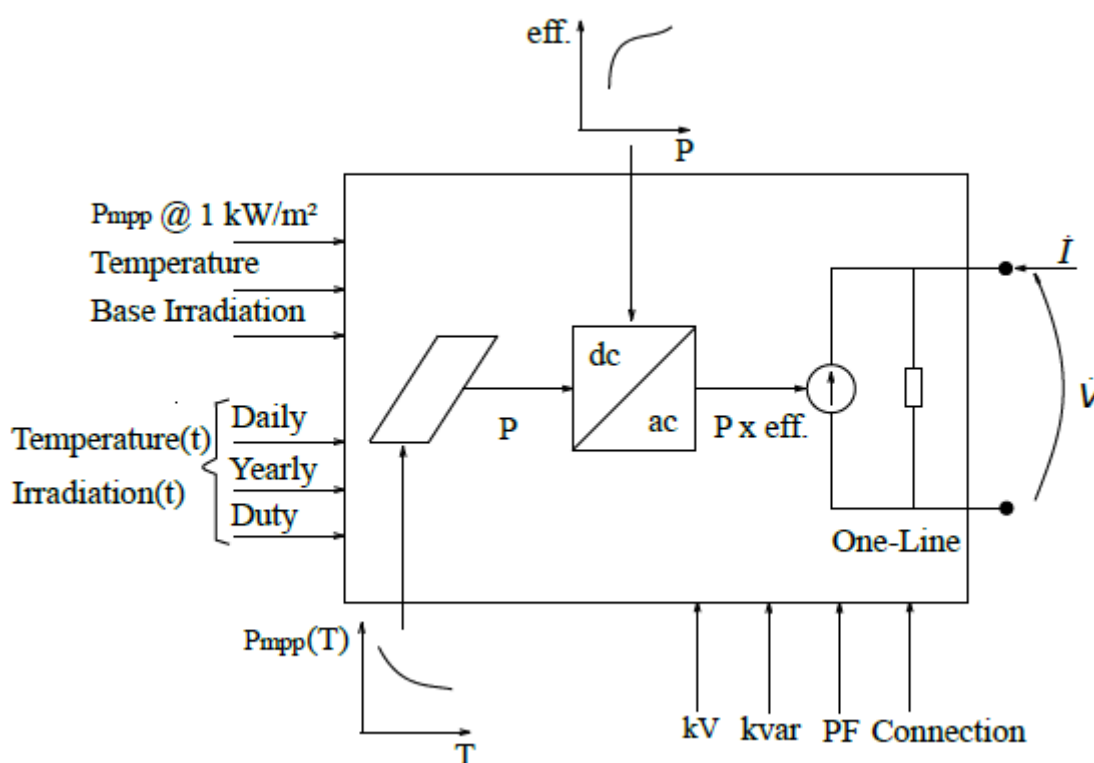 eff.
P
Pmpp @ 1 kW/m²
Temperature
Base Irradiation
İ
dc
ac
P
P x eff.
V̇
Temperature(t)
Irradiation(t)
Daily
Yearly
Duty
One-Line
Pmpp(T)
T
kV
kvar
PF
Connection